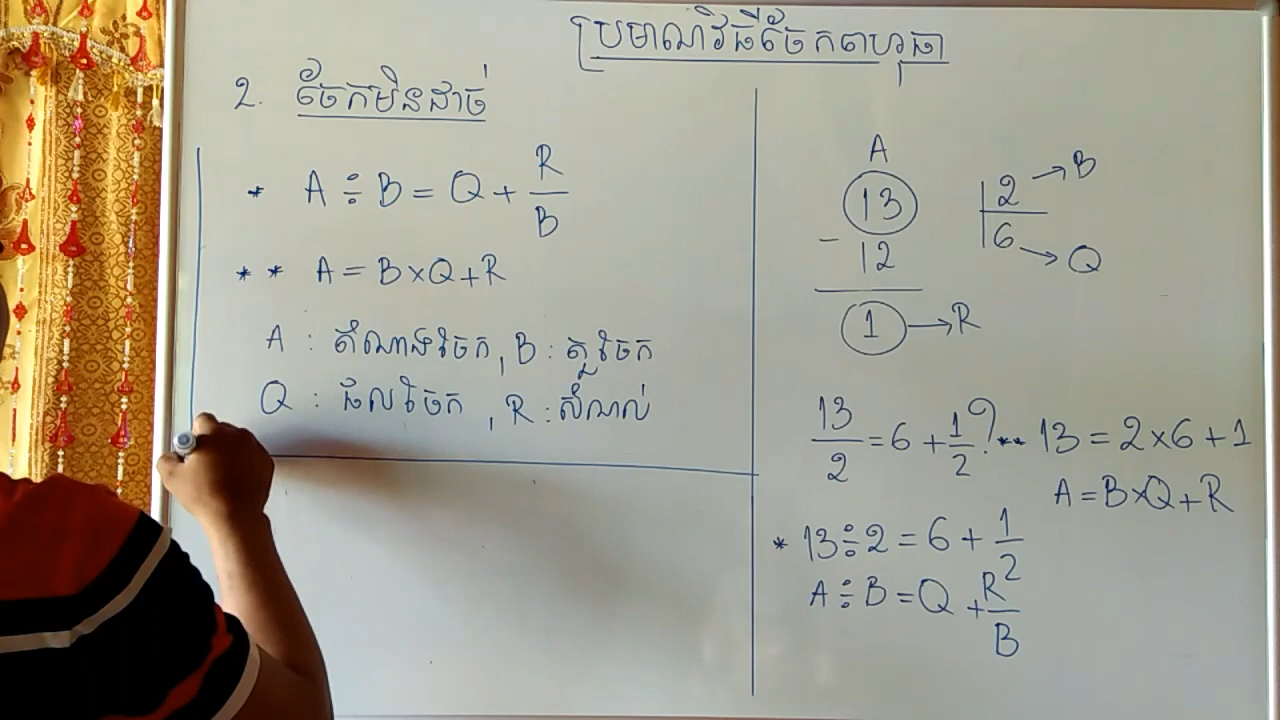 ប្រមាណវិធីចែកពហុធា
2. ចែកមិនដាច់
* A ÷ B = Q + R/B
* * A = B×Q+R
A : តំណាងចែក, B : តួចែក
Q : ផលចែក, R : សំណល់
A
13 2 → B
- 12 6 → Q
1 → R
13/2 = 6 + 1/2 ? ** 13 = 2×6+1
A = B×Q+R
* 13÷2 = 6 + 1/2
A ÷ B = Q + R/B